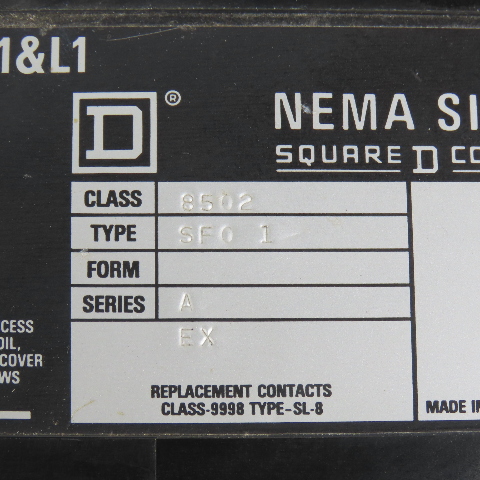 1&L1
D ®
NEMA SI
SQUARE D CO
CLASS 8502
TYPE SFO 1
FORM
SERIES A
EX
CESS
OIL,
COVER
WS
REPLACEMENT CONTACTS
CLASS-9998 TYPE-SL-8
MADE IN